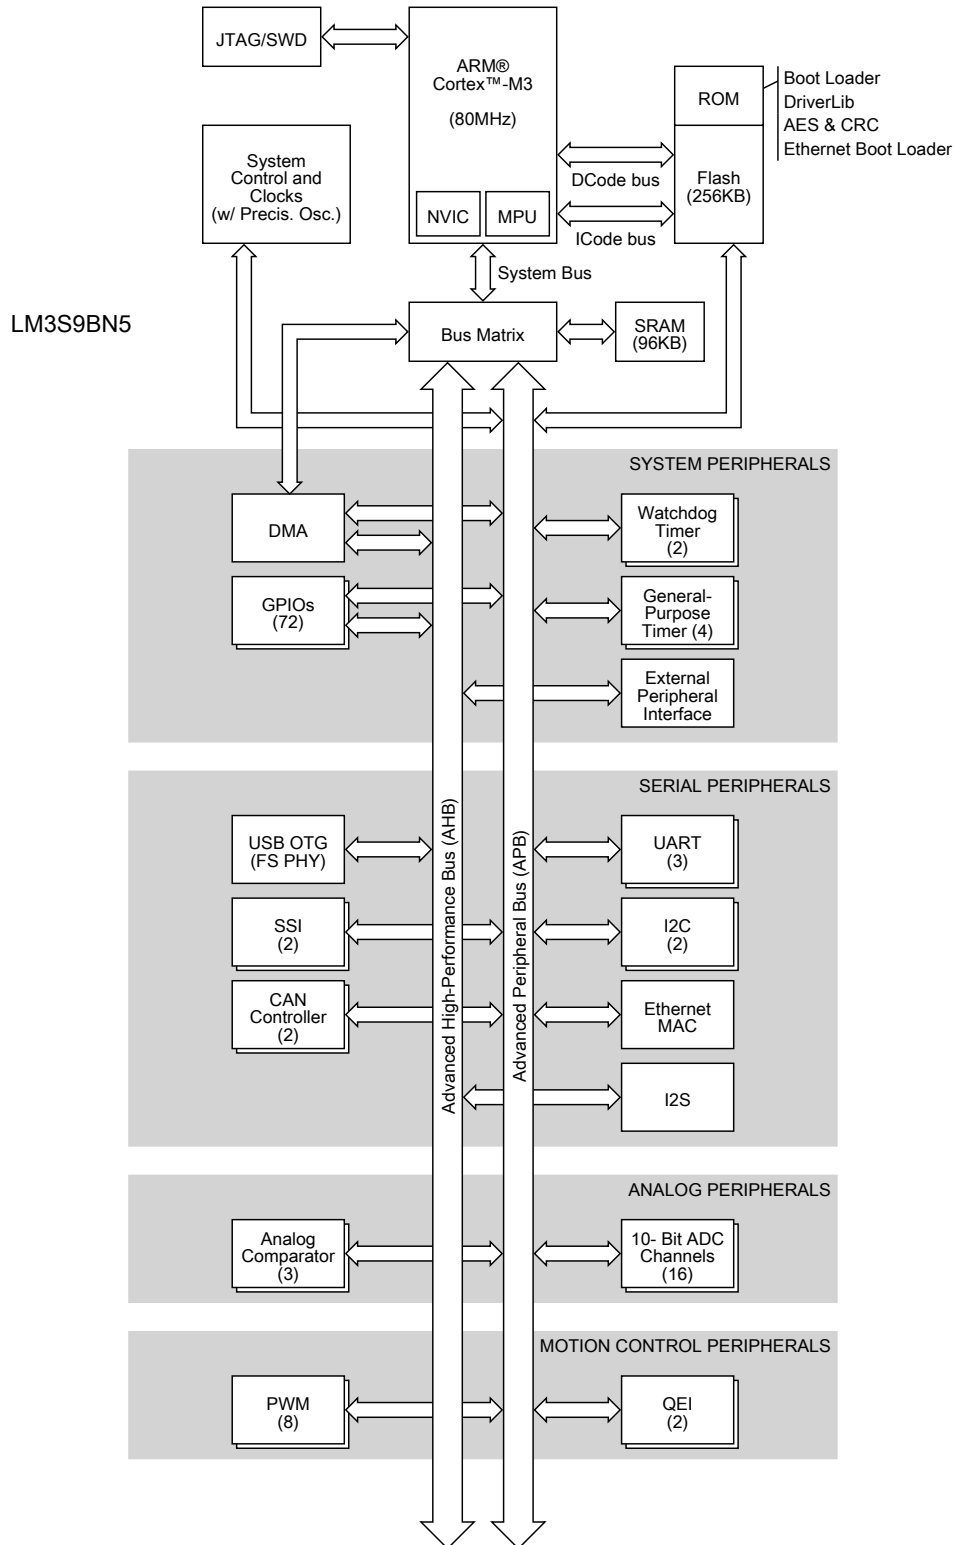 JTAG/SWD
ARM®
Cortex™-M3
(80MHz)
NVIC
MPU
ROM
Flash
(256KB)
Boot Loader
DriverLib
AES & CRC
Ethernet Boot Loader
System
Control and
Clocks
(w/ Precis. Osc.)
DCode bus
ICode bus
System Bus
LM3S9BN5
Bus Matrix
SRAM
(96KB)
SYSTEM PERIPHERALS
DMA
Watchdog
Timer
(2)
GPIOs
(72)
General-
Purpose
Timer (4)
External
Peripheral
Interface
Advanced High-Performance Bus (AHB)
Advanced Peripheral Bus (APB)
SERIAL PERIPHERALS
USB OTG
(FS PHY)
UART
(3)
SSI
(2)
I2C
(2)
CAN
Controller
(2)
Ethernet
MAC
I2S
ANALOG PERIPHERALS
Analog
Comparator
(3)
10- Bit ADC
Channels
(16)
MOTION CONTROL PERIPHERALS
PWM
(8)
QEI
(2)